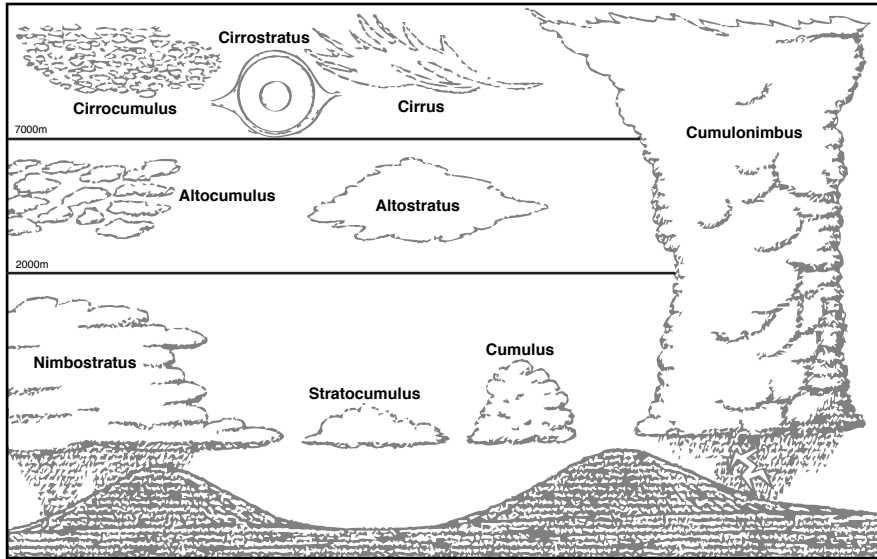 Cirrostratus
Cirrocumulus
Cirrus
7000m
Cumulonimbus
Altocumulus
Altostratus
2000m
Nimbostratus
Cumulus
Stratocumulus